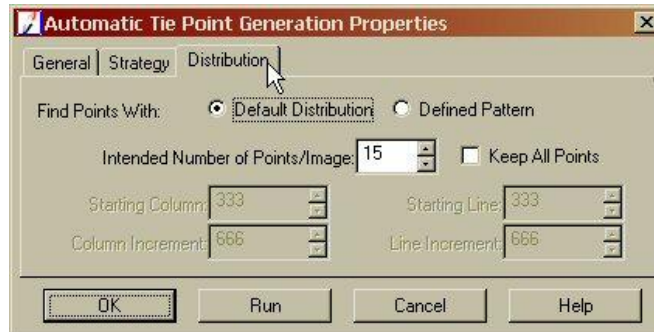 Automatic Tie Point Generation Properties
General Strategy Distribution
Find Points With: Default Distribution Defined Pattern
Intended Number of Points/Image: 15 Keep All Points
Starting Column: 333 Starting Line: 333
Column Increment: 666 Line Increment: 666
OK Run Cancel Help